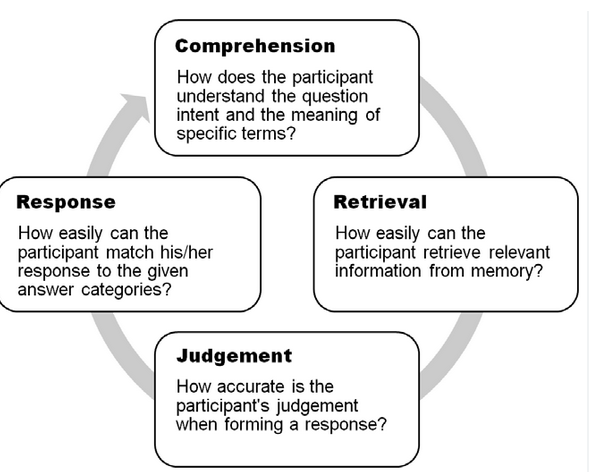 Comprehension
How does the participant
understand the question
intent and the meaning of
specific terms?
Retrieval
How easily can the
participant retrieve relevant
information from memory?
Judgement
How accurate is the
participant's judgement
when forming a response?
Response
How easily can the
participant match his/her
response to the given
answer categories?